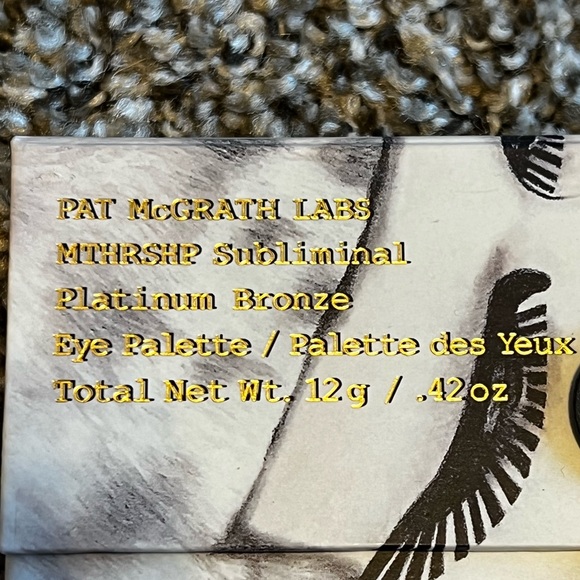 PAT McGRATH LABS
MTHRSHP Subliminal
Platinum Bronze
Eye Palette / Palette des Yeux
Total Net Wt. 12g / .42oz